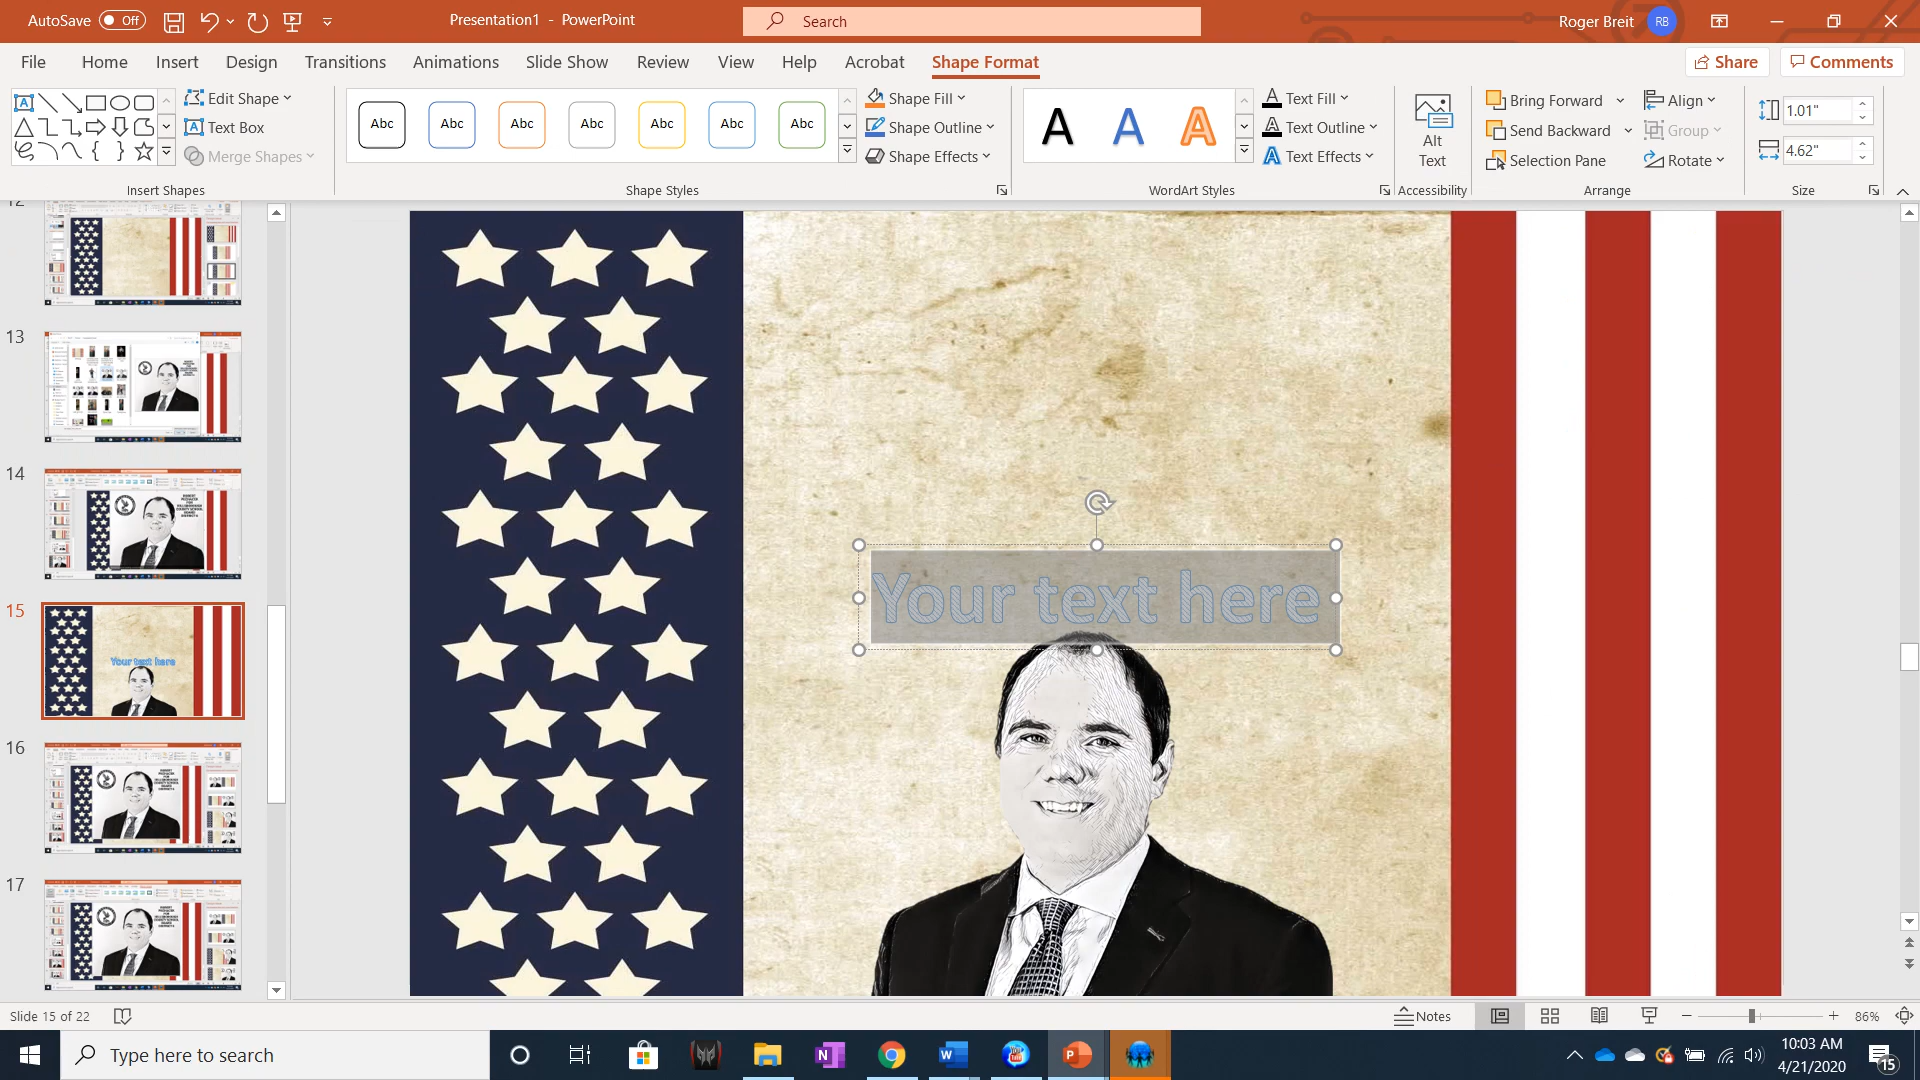 AutoSave Off
Presentation1 - PowerPoint
Search
Roger Breit RB
File Home Insert Design Transitions Animations Slide Show Review View Help Acrobat Shape Format
Share Comments
Edit Shape
Text Box
Merge Shapes
Insert Shapes
Abc Abc Abc Abc Abc Abc Abc
Shape Fill
Shape Outline
Shape Effects
Shape Styles
A A A
Text Fill
Text Outline
Text Effects
WordArt Styles
Alt
Text
Accessibility
Bring Forward
Send Backward
Selection Pane
Align
Group
Rotate
Arrange
1.01"
4.62"
Size
12
13
14
15
Your text here
16
17
Your text here
Slide 15 of 22
Notes
86%
Type here to search
10:03 AM
4/21/2020
15